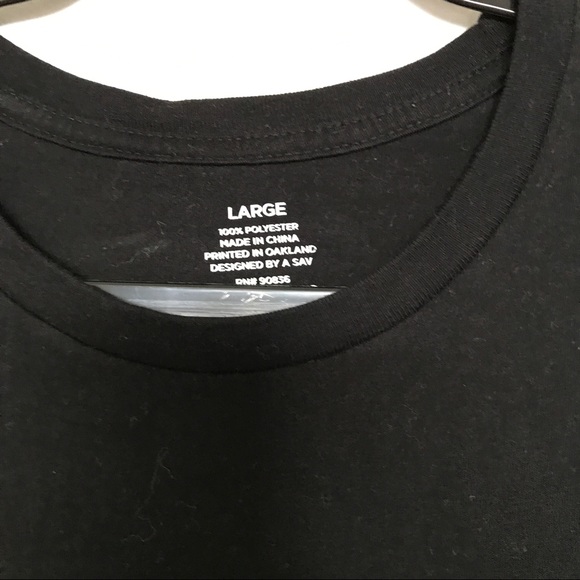 LARGE
100% POLYESTER
MADE IN CHINA
PRINTED IN OAKLAND
DESIGNED BY A SAV
RN# 90836